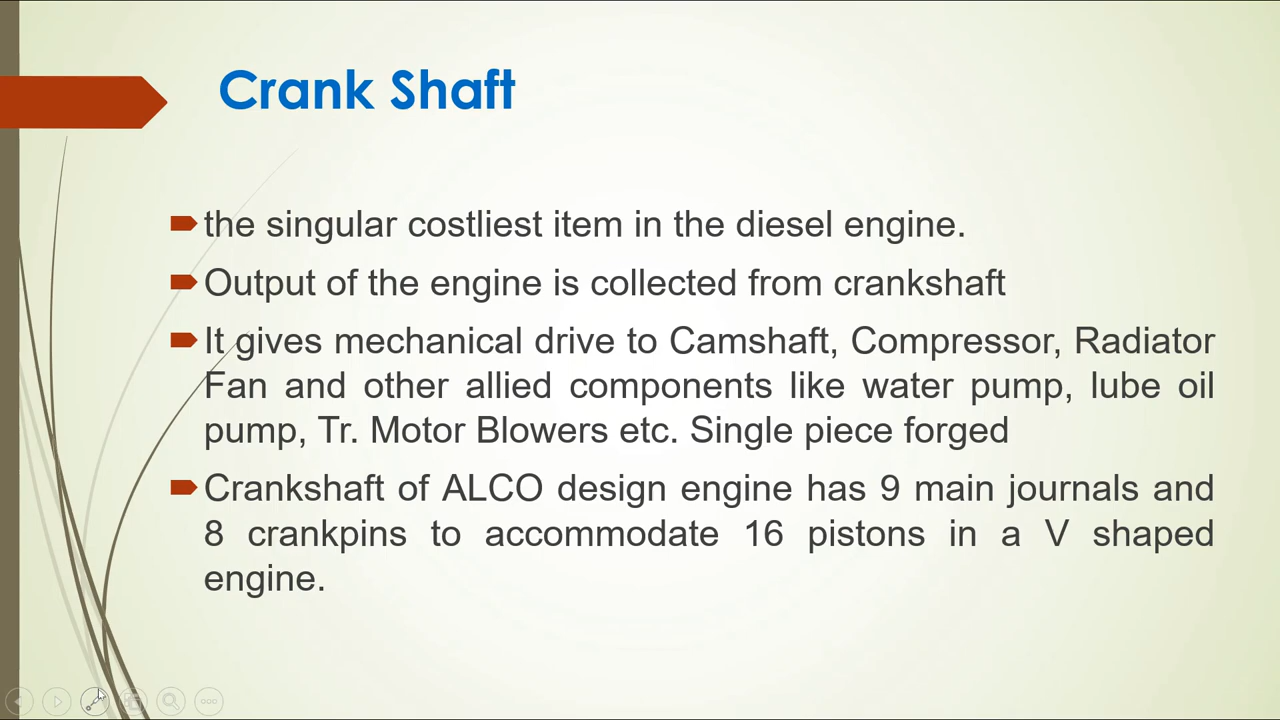 Crank Shaft
the singular costliest item in the diesel engine.
Output of the engine is collected from crankshaft
It gives mechanical drive to Camshaft, Compressor, Radiator
Fan and other allied components like water pump, lube oil
pump, Tr. Motor Blowers etc. Single piece forged
Crankshaft of ALCO design engine has 9 main journals and
8 crankpins to accommodate 16 pistons in a V shaped
engine.